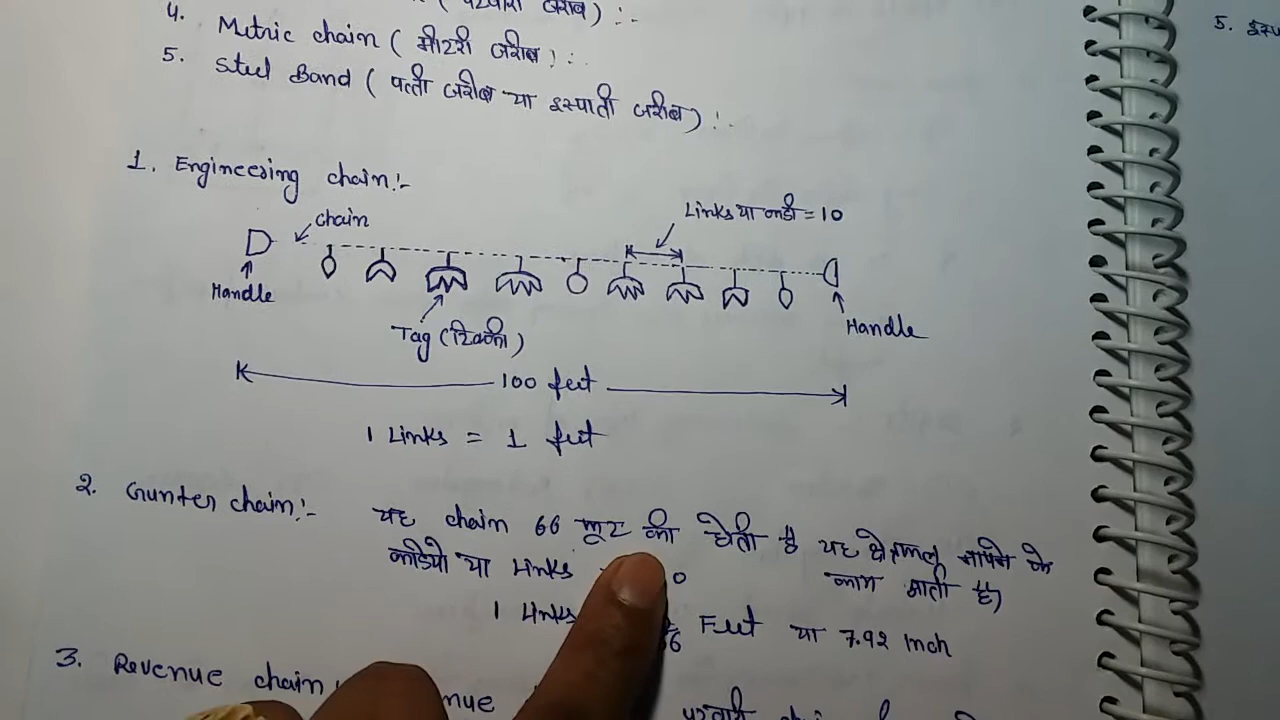 4. Metric chain ( मीटरी जरीब ) :
5. Steel Band ( पत्ती जरीब या इस्पाती जरीब) :-
5.
1. Engineering chain:-
chain
Links या कडी = 10
Handle
Tag (टिक्की)
Handle
100 feet
1 Links = 1 feet
2. Gunter chain:- यह chain 66 फूट की होती है यह क्षेत्रफल मापने के
काम आती है)
कडियो या Links
1 Links Feet या 7.92 Inch
3. Revenue chain